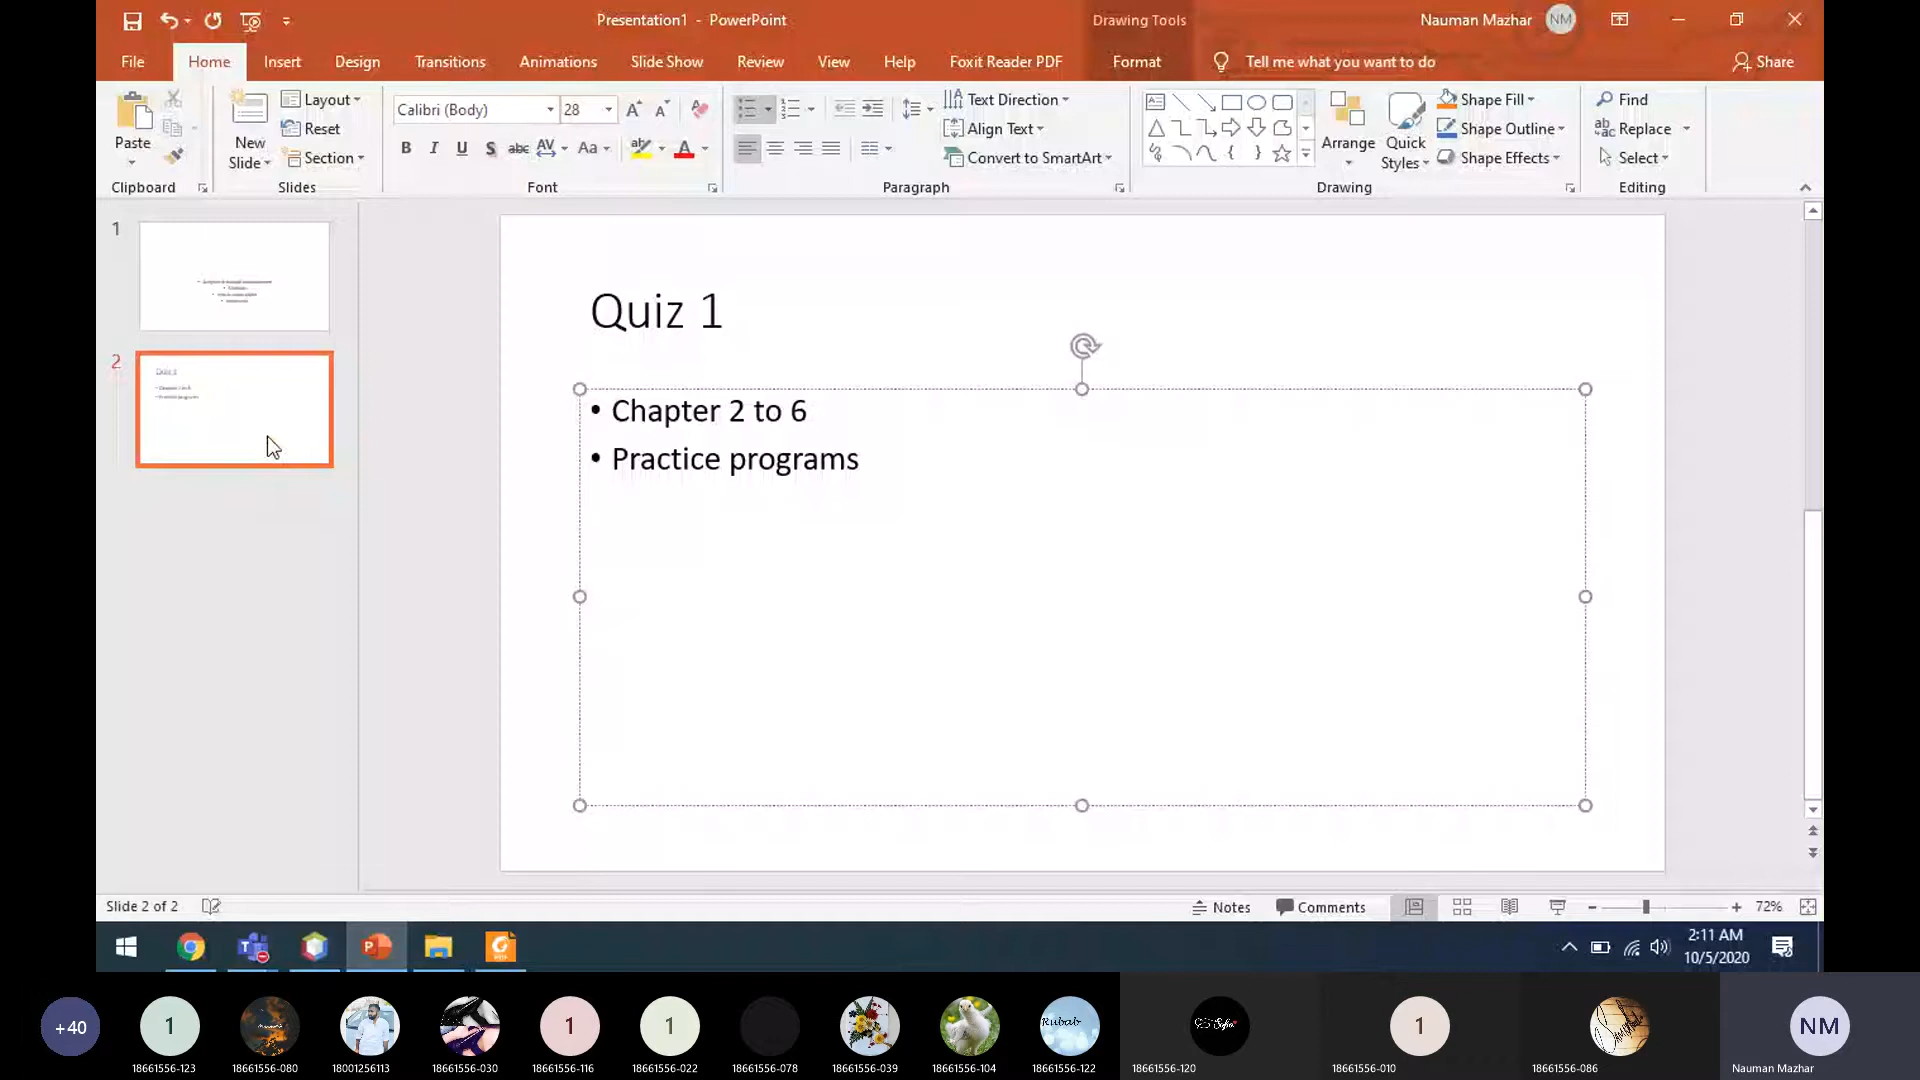 Presentation1 - PowerPoint
Drawing Tools
Nauman Mazhar
NM
File
Home
Insert
Design
Transitions
Animations
Slide Show
Review
View
Help
Foxit Reader PDF
Format
Tell me what you want to do
Share
Paste
Clipboard
New
Slide
Layout
Reset
Section
Slides
Calibri (Body)
28
B I U S abc AV Aa
Font
Text Direction
Align Text
Convert to SmartArt
Paragraph
Arrange
Quick
Styles
Shape Fill
Shape Outline
Shape Effects
Drawing
Find
Replace
Select
Editing
1
2
Quiz 1
• Chapter 2 to 6
• Practice programs
Slide 2 of 2
Notes
Comments
72%
2:11 AM
10/5/2020
+40
1
1
1
Rubab
Sofia
1
NM
18661556-123
18661556-080
18001256113
18661556-030
18661556-116
18661556-022
18661556-078
18661556-039
18661556-104
18661556-122
18661556-120
18661556-010
18661556-086
Nauman Mazhar